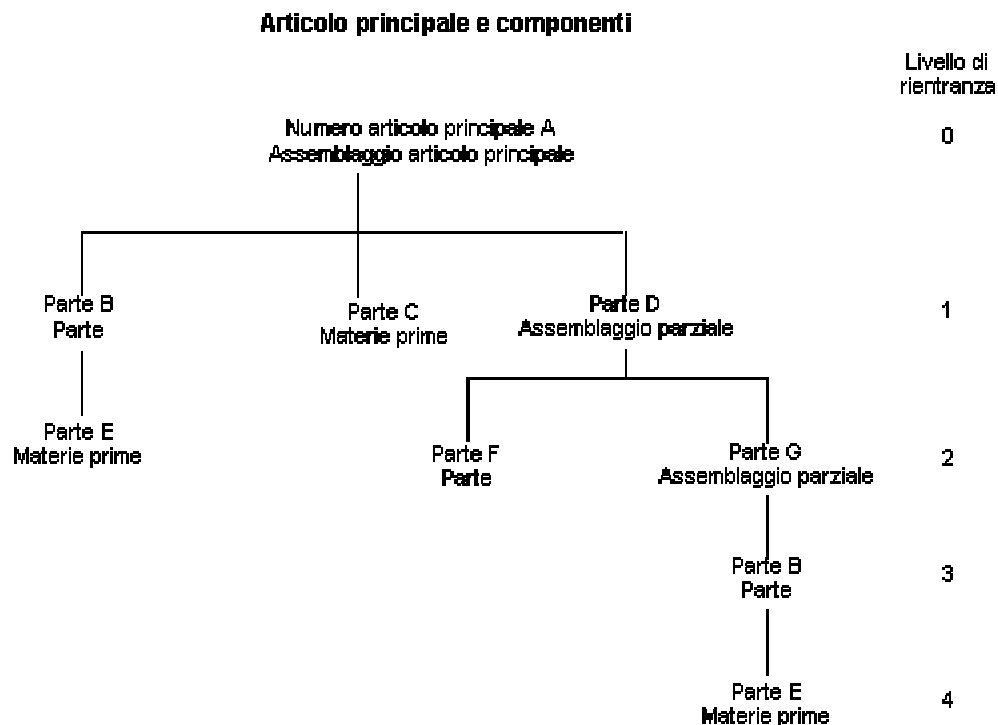 Articolo principale e componenti
Livello di
rientranza
Numero articolo principale A
Assemblaggio articolo principale
0
Parte B
Parte
Parte C
Materie prime
Parte D
Assemblaggio parziale
1
Parte E
Materie prime
Parte F
Parte
Parte G
Assemblaggio parziale
2
Parte B
Parte
3
Parte E
Materie prime
4